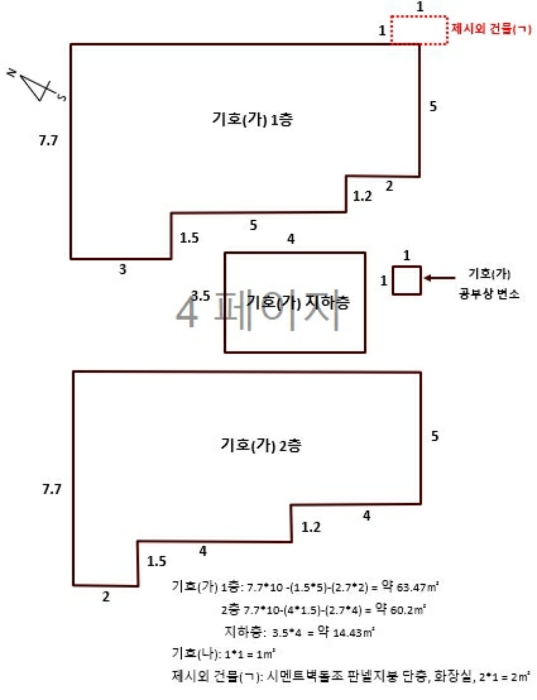 1
1
제시외 건물(ㄱ)
N
S
기호(가) 1층
5
7.7
2
1.2
5
1.5
3
4
1
3.5
기호(가) 지하층
1
기호(가)
공부상 변소
4 페이지
기호(가) 2층
5
7.7
4
1.2
4
1.5
2
기호(가) 1층: 7.7*10 -(1.5*5)-(2.7*2) = 약 63.47㎡
2층 7.7*10-(4*1.5)-(2.7*4) = 약 60.2㎡
지하층: 3.5*4 = 약 14.43㎡
기호(나): 1*1 = 1㎡
제시외 건물(ㄱ): 시멘트벽돌조 판넬지붕 단층, 화장실, 2*1 = 2㎡